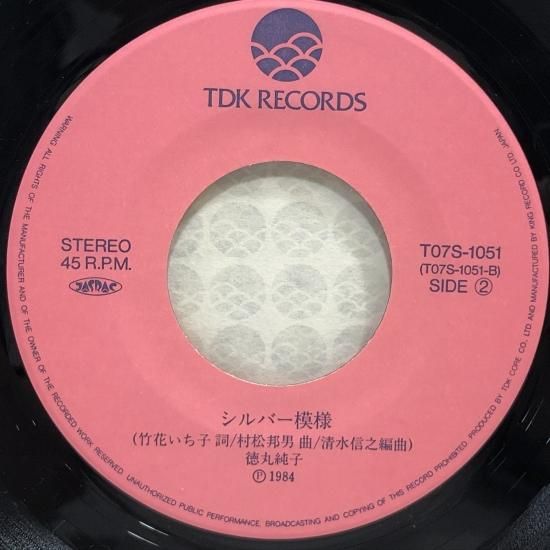 TDK RECORDS
STEREO
45 R.P.M.
JASRAC
T07S-1051
(T07S-1051-B)
SIDE ②
シルバー模様
(竹花いち子 詞/村松邦男 曲/清水信之編曲)
徳丸純子
Ⓟ1984
WARNING: ALL RIGHTS OF THE MANUFACTURER AND OF THE OWNER OF THE RECORDED WORK RESERVED. UNAUTHORIZED PUBLIC PERFORMANCE, BROADCASTING AND COPYING OF THIS RECORD PROHIBITED. PRODUCED BY TDK CORE CO., LTD. AND MANUFACTURED BY KING RECORD CO., LTD. JAPAN.